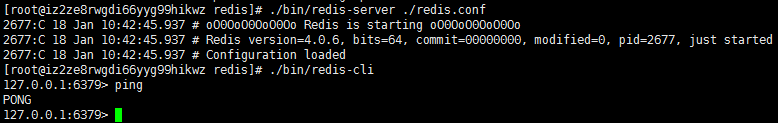 [root@iz2ze8rwgdi66yyg99hikwz redis]# ./bin/redis-server ./redis.conf
2677:C 18 Jan 10:42:45.937 # oO0OoO0OoO0Oo Redis is starting oO0OoO0OoO0Oo
2677:C 18 Jan 10:42:45.937 # Redis version=4.0.6, bits=64, commit=00000000, modified=0, pid=2677, just started
2677:C 18 Jan 10:42:45.937 # Configuration loaded
[root@iz2ze8rwgdi66yyg99hikwz redis]# ./bin/redis-cli
127.0.0.1:6379> ping
PONG
127.0.0.1:6379>